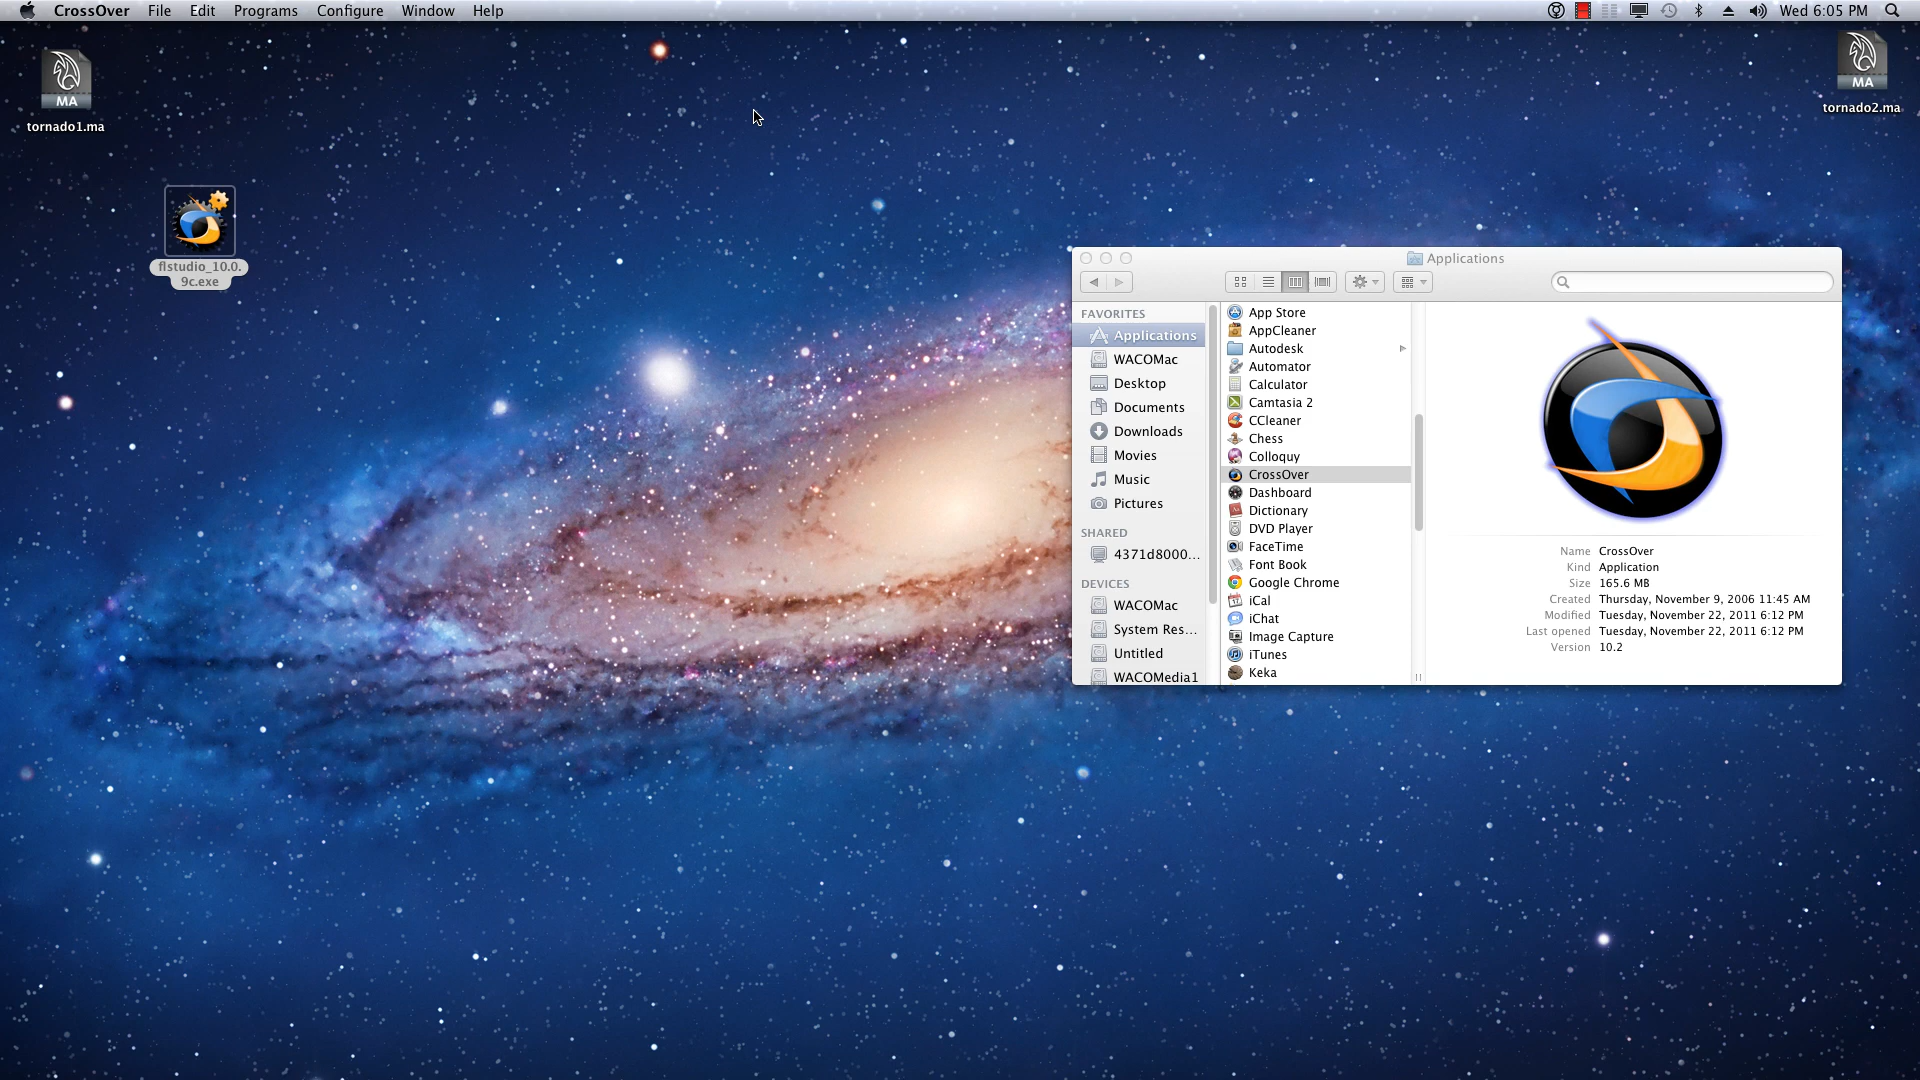 CrossOver File Edit Programs Configure Window Help Wed 6:05 PM
MA
tornado1.ma
MA
tornado2.ma
flstudio_10.0.
9c.exe
Applications
FAVORITES
Applications
WACOMac
Desktop
Documents
Downloads
Movies
Music
Pictures
SHARED
4371d8000...
DEVICES
WACOMac
System Res...
Untitled
WACOMedia1
App Store
AppCleaner
Autodesk
Automator
Calculator
Camtasia 2
CCleaner
Chess
Colloquy
CrossOver
Dashboard
Dictionary
DVD Player
FaceTime
Font Book
Google Chrome
iCal
iChat
Image Capture
iTunes
Keka
Name CrossOver
Kind Application
Size 165.6 MB
Created Thursday, November 9, 2006 11:45 AM
Modified Tuesday, November 22, 2011 6:12 PM
Last opened Tuesday, November 22, 2011 6:12 PM
Version 10.2